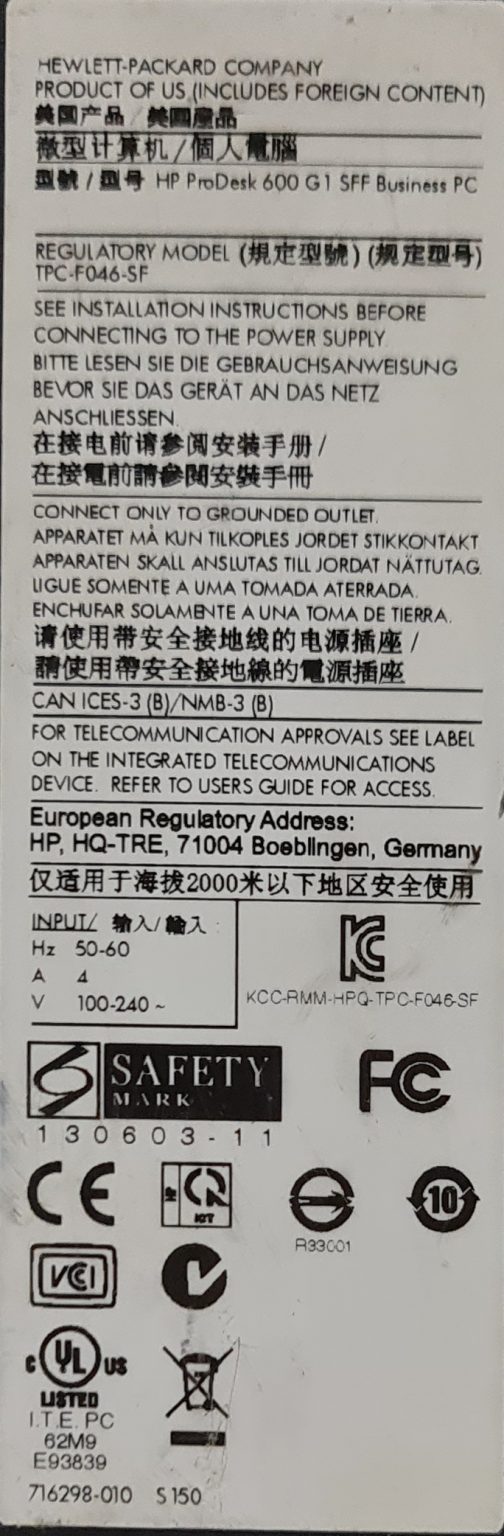 HEWLETT-PACKARD COMPANY
PRODUCT OF US (INCLUDES FOREIGN CONTENT)
美国产品 / 美國產品
微型计算机/個人電腦
型號 / 型号 HP ProDesk 600 G1 SFF Business PC
REGULATORY MODEL (規定型號) (规定型号)
TPC-F046-SF
SEE INSTALLATION INSTRUCTIONS BEFORE
CONNECTING TO THE POWER SUPPLY
BITTE LESEN SIE DIE GEBRAUCHSANWEISUNG
BEVOR SIE DAS GERÄT AN DAS NETZ
ANSCHLIESSEN.
在接电前请參阅安装手册/
在接電前請參閱安裝手冊
CONNECT ONLY TO GROUNDED OUTLET.
APPARATET MÅ KUN TILKOPLES JORDET STIKKONTAKT
APPARATEN SKALL ANSLUTAS TILL JORDAT NÄTTUTAG.
LIGUE SOMENTE A UMA TOMADA ATERRADA.
ENCHUFAR SOLAMENTE A UNA TOMA DE TIERRA.
请使用带安全接地线的电源插座 /
請使用帶安全接地線的電源插座
CAN ICES-3 (B)/NMB-3 (B)
FOR TELECOMMUNICATION APPROVALS SEE LABEL
ON THE INTEGRATED TELECOMMUNICATIONS
DEVICE. REFER TO USERS GUIDE FOR ACCESS.
European Regulatory Address:
HP, HQ-TRE, 71004 Boeblingen, Germany
仅适用于海拔2000米以下地区安全使用
INPUT/ 输入/輸入 :
Hz 50-60
A 4
V 100-240 ~
KC
KCC-RMM-HPQ-TPC-F046-SF
SAFETY
MARK
130603-11
FC
CE
ICT
R33001
10
VCI
C UL US
LISTED
I.T.E. PC
62M9
E93839
716298-010 S150